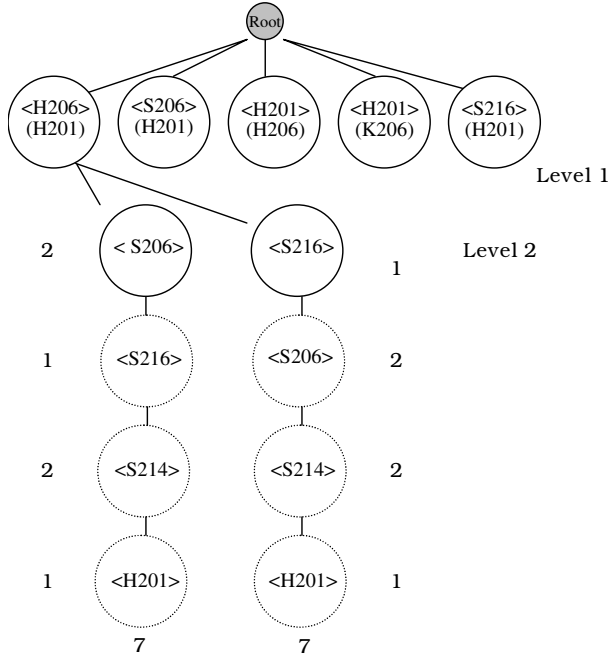 Root
<H206> <S206> <H201> <H201> <S216>
(H201) (H201) (H206) (K206) (H201)
Level 1
2 < S206> <S216> 1 Level 2
1 <S216> <S206> 2
2 <S214> <S214> 2
1 <H201> <H201> 1
7 7